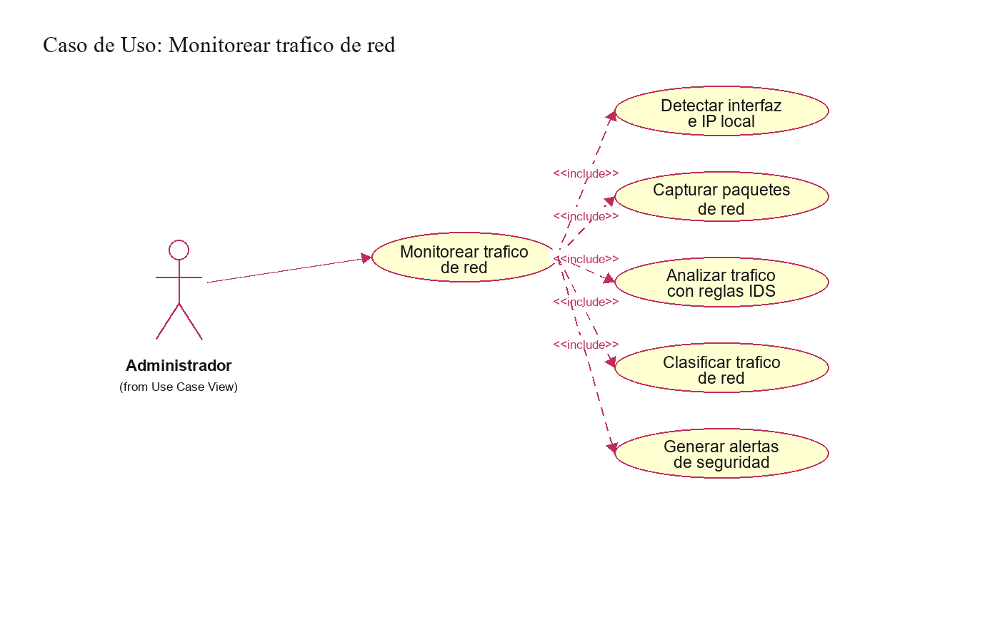 Caso de Uso: Monitorear trafico de red
Detectar interfaz
e IP local
<<include>>
Capturar paquetes
de red
<<include>>
Monitorear trafico
de red
<<include>>
Analizar trafico
con reglas IDS
<<include>>
<<include>>
Clasificar trafico
de red
Administrador
(from Use Case View)
Generar alertas
de seguridad